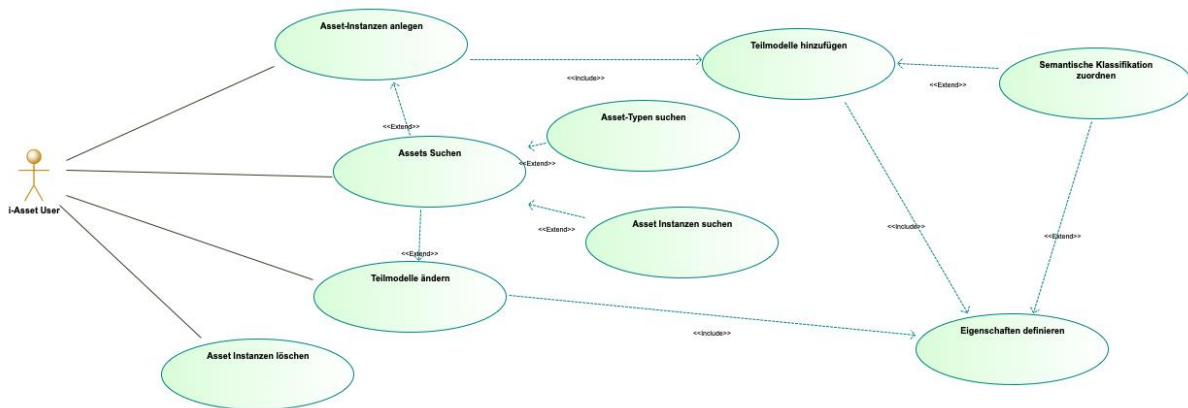 Asset-Instanzen anlegen
Teilmodelle hinzufügen
Semantische Klassifikation
zuordnen
<<Include>>
<<Extend>>
Asset-Typen suchen
<<Extend>>
Assets Suchen
<<Extend>>
i-Asset User
Asset Instanzen suchen
<<Extend>>
<<Include>>
<<Extend>>
<<Extend>>
Teilmodelle ändern
<<Include>>
Eigenschaften definieren
Asset Instanzen löschen